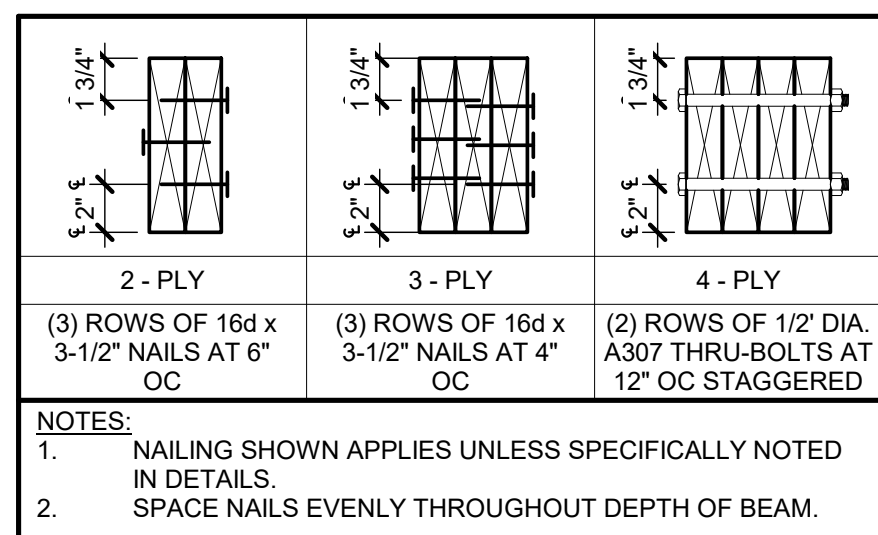 1 3/4"
℄ 2" ℄
1 3/4"
℄ 2" ℄
1 3/4"
℄ 2" ℄
2 - PLY
3 - PLY
4 - PLY
(3) ROWS OF 16d x
3-1/2" NAILS AT 6"
OC
(3) ROWS OF 16d x
3-1/2" NAILS AT 4"
OC
(2) ROWS OF 1/2' DIA.
A307 THRU-BOLTS AT
12" OC STAGGERED
NOTES:
1. NAILING SHOWN APPLIES UNLESS SPECIFICALLY NOTED
IN DETAILS.
2. SPACE NAILS EVENLY THROUGHOUT DEPTH OF BEAM.